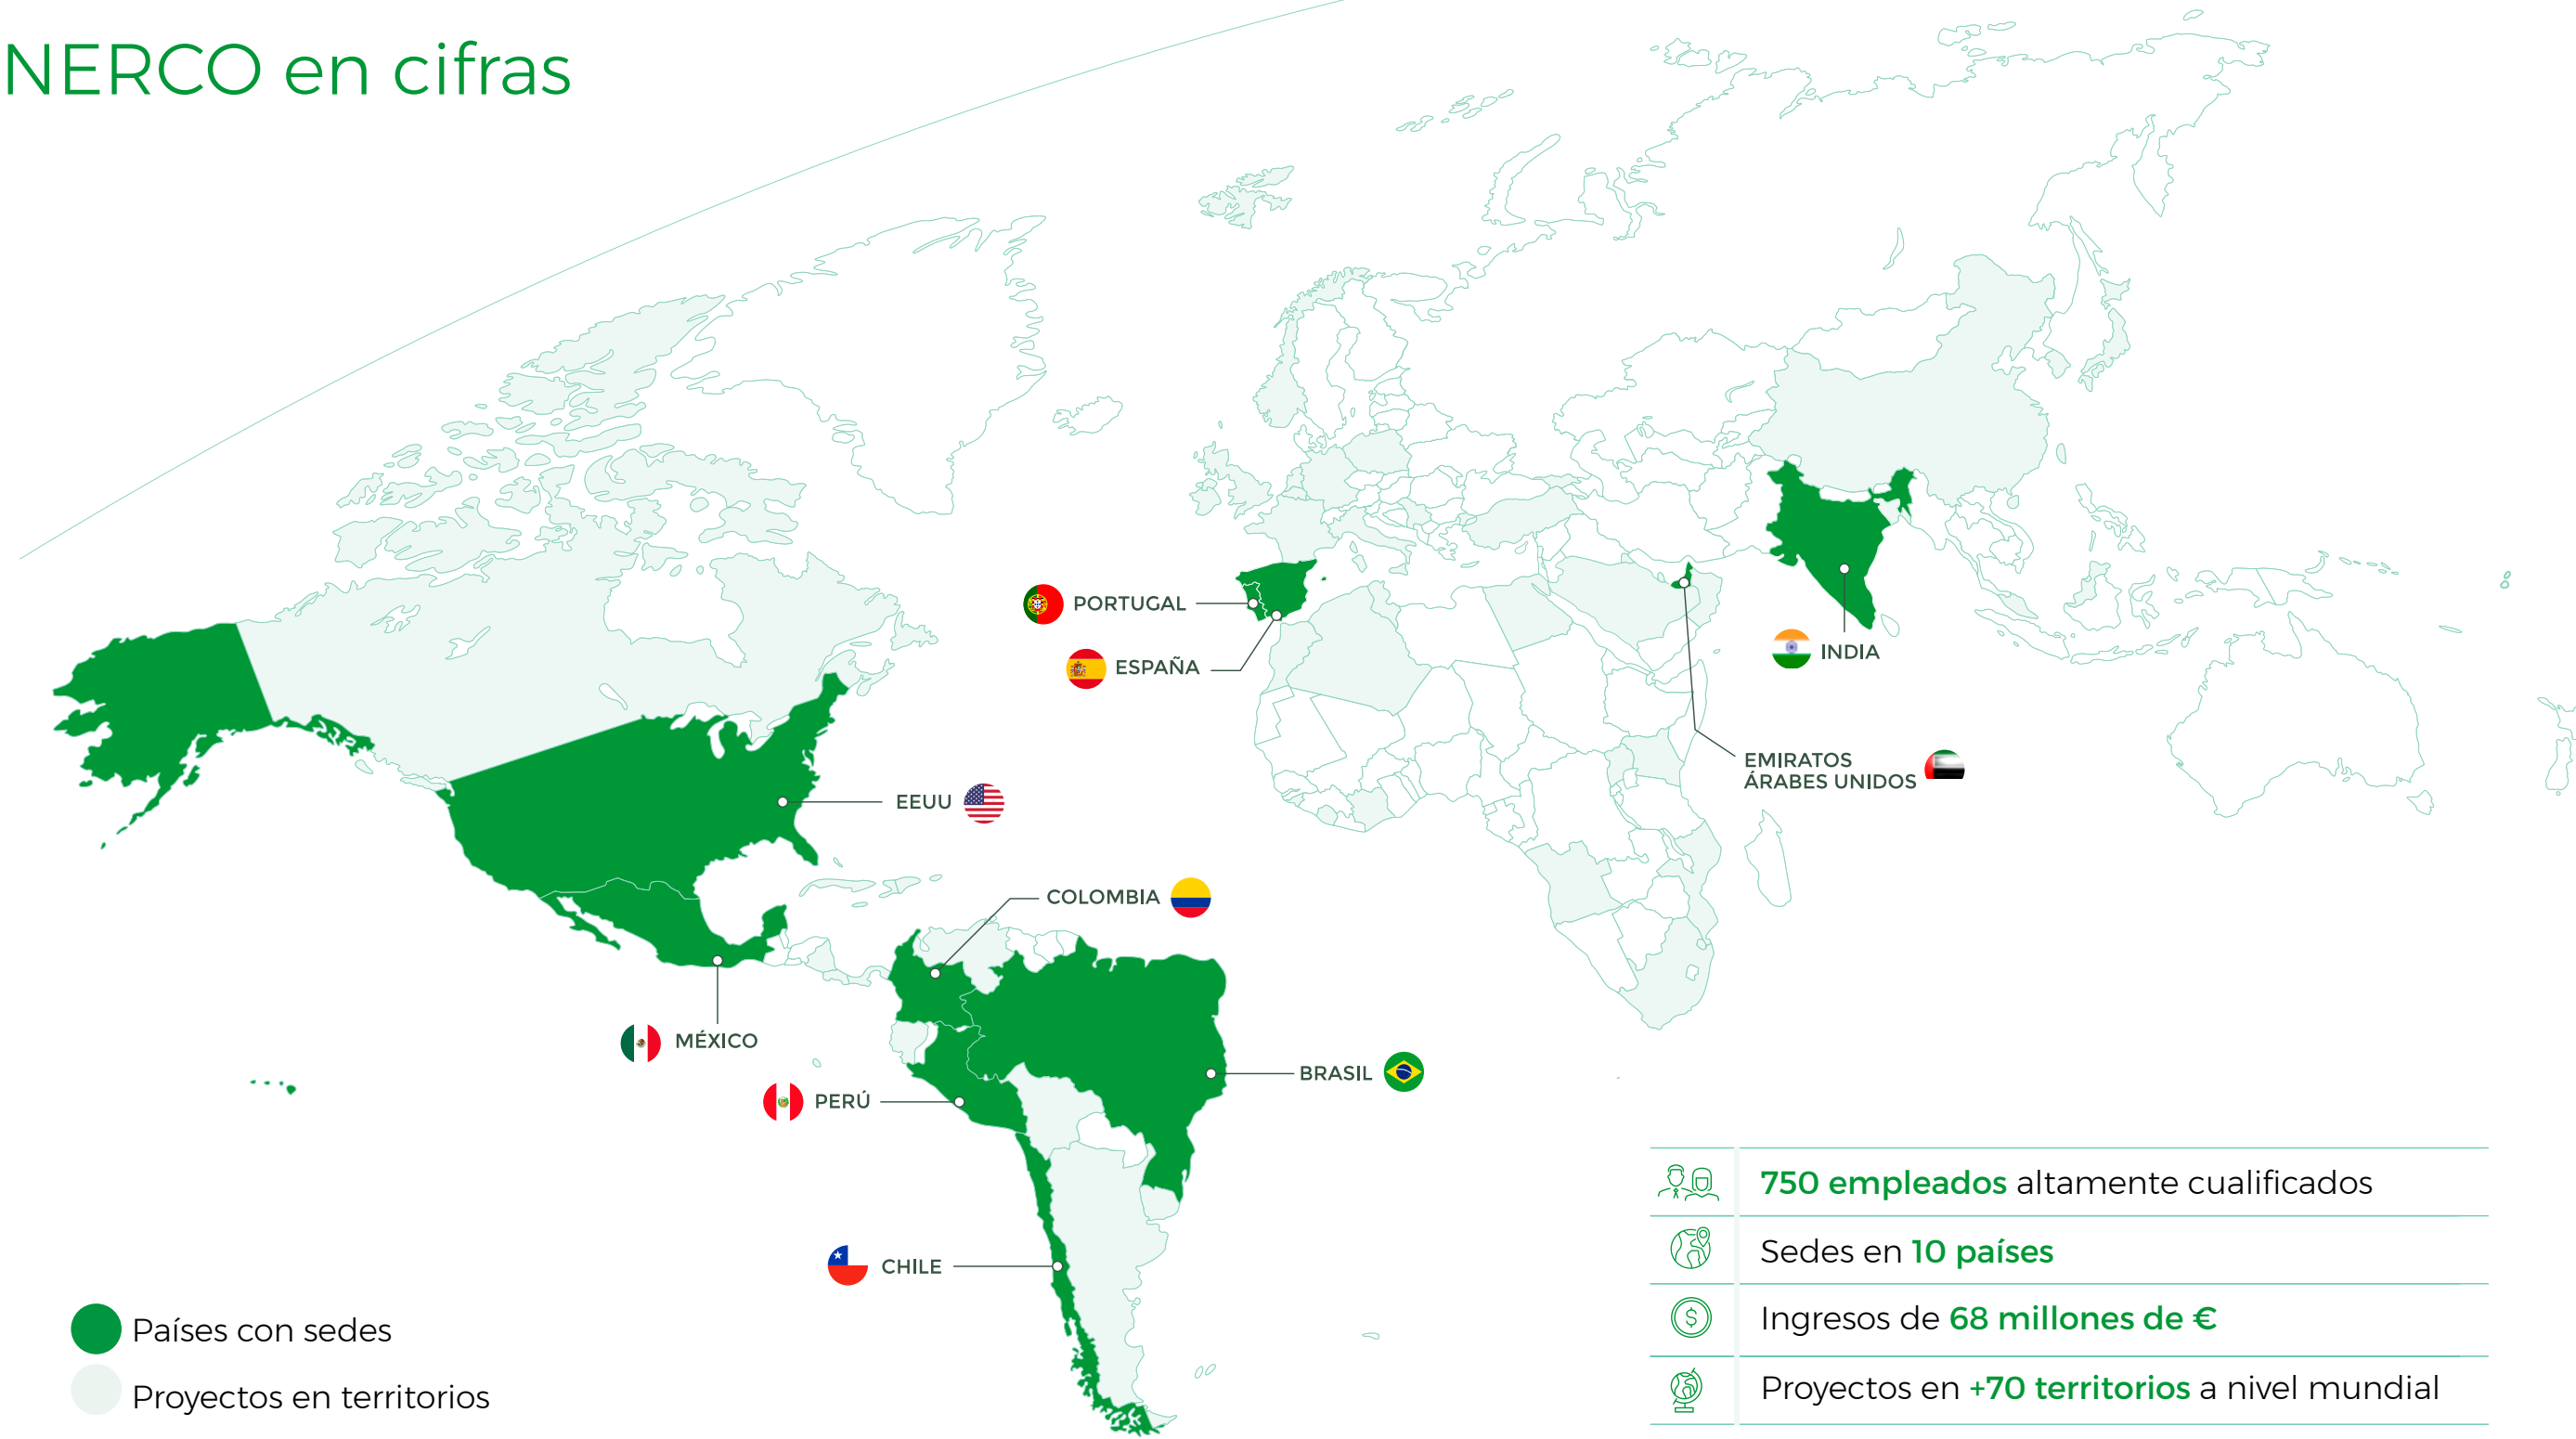 NERCO en cifras
PORTUGAL
ESPAÑA
INDIA
EMIRATOS
ÁRABES UNIDOS
EEUU
COLOMBIA
MÉXICO
PERÚ
BRASIL
CHILE
Países con sedes
Proyectos en territorios
750 empleados altamente cualificados
Sedes en 10 países
Ingresos de 68 millones de €
Proyectos en +70 territorios a nivel mundial